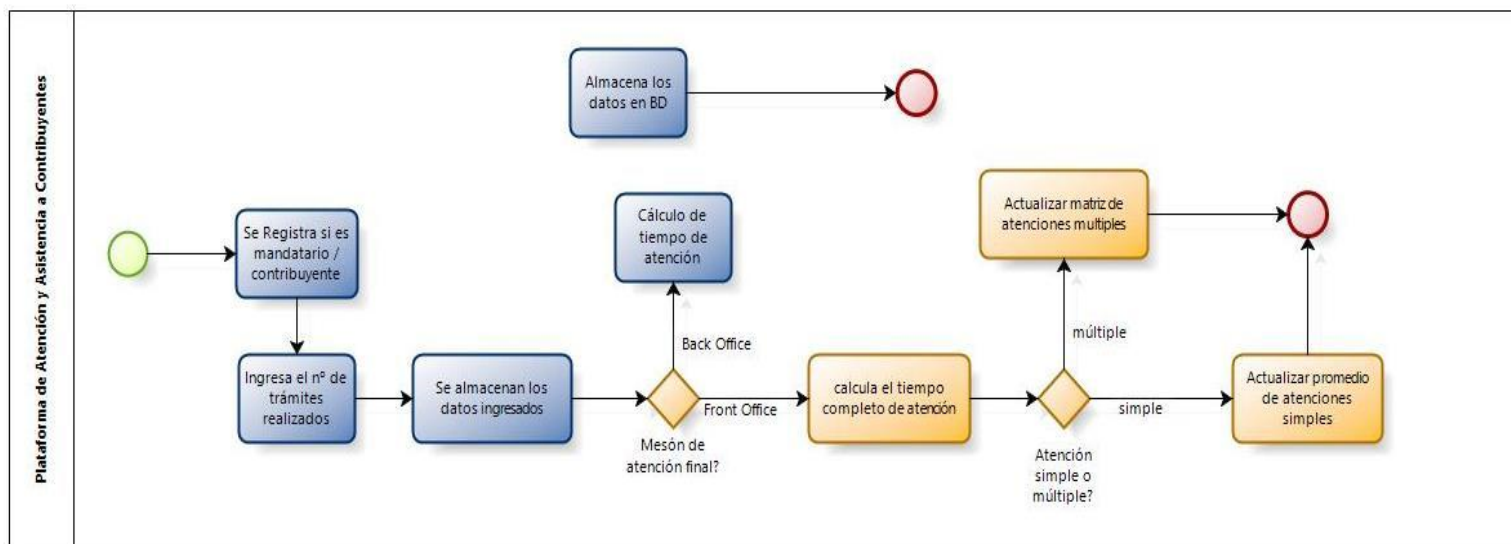 Plataforma de Atención y Asistencia a Contribuyentes
Almacena los
datos en BD
Se Registra si es
mandatario /
contribuyente
Ingresa el nº de
trámites
realizados
Se almacenan los
datos ingresados
Mesón de
atención final?
Back Office
Cálculo de
tiempo de
atención
Front Office
calcula el tiempo
completo de atención
Atención
simple o
múltiple?
múltiple
Actualizar matriz de
atenciones multiples
simple
Actualizar promedio
de atenciones
simples